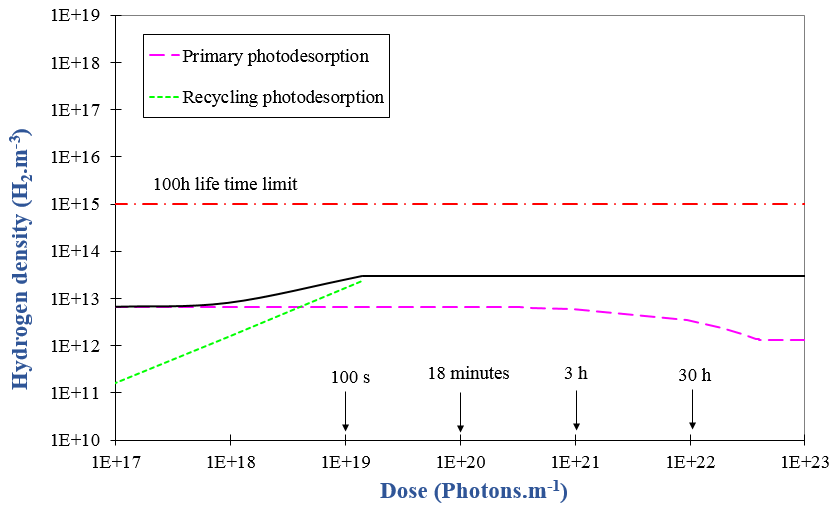 1E+19
1E+18
1E+17
1E+16
1E+15
1E+14
1E+13
1E+12
1E+11
1E+10
Hydrogen density (H₂.m⁻³)
Primary photodesorption
Recycling photodesorption
100h life time limit
100 s
18 minutes
3 h
30 h
1E+17 1E+18 1E+19 1E+20 1E+21 1E+22 1E+23
Dose (Photons.m⁻¹)